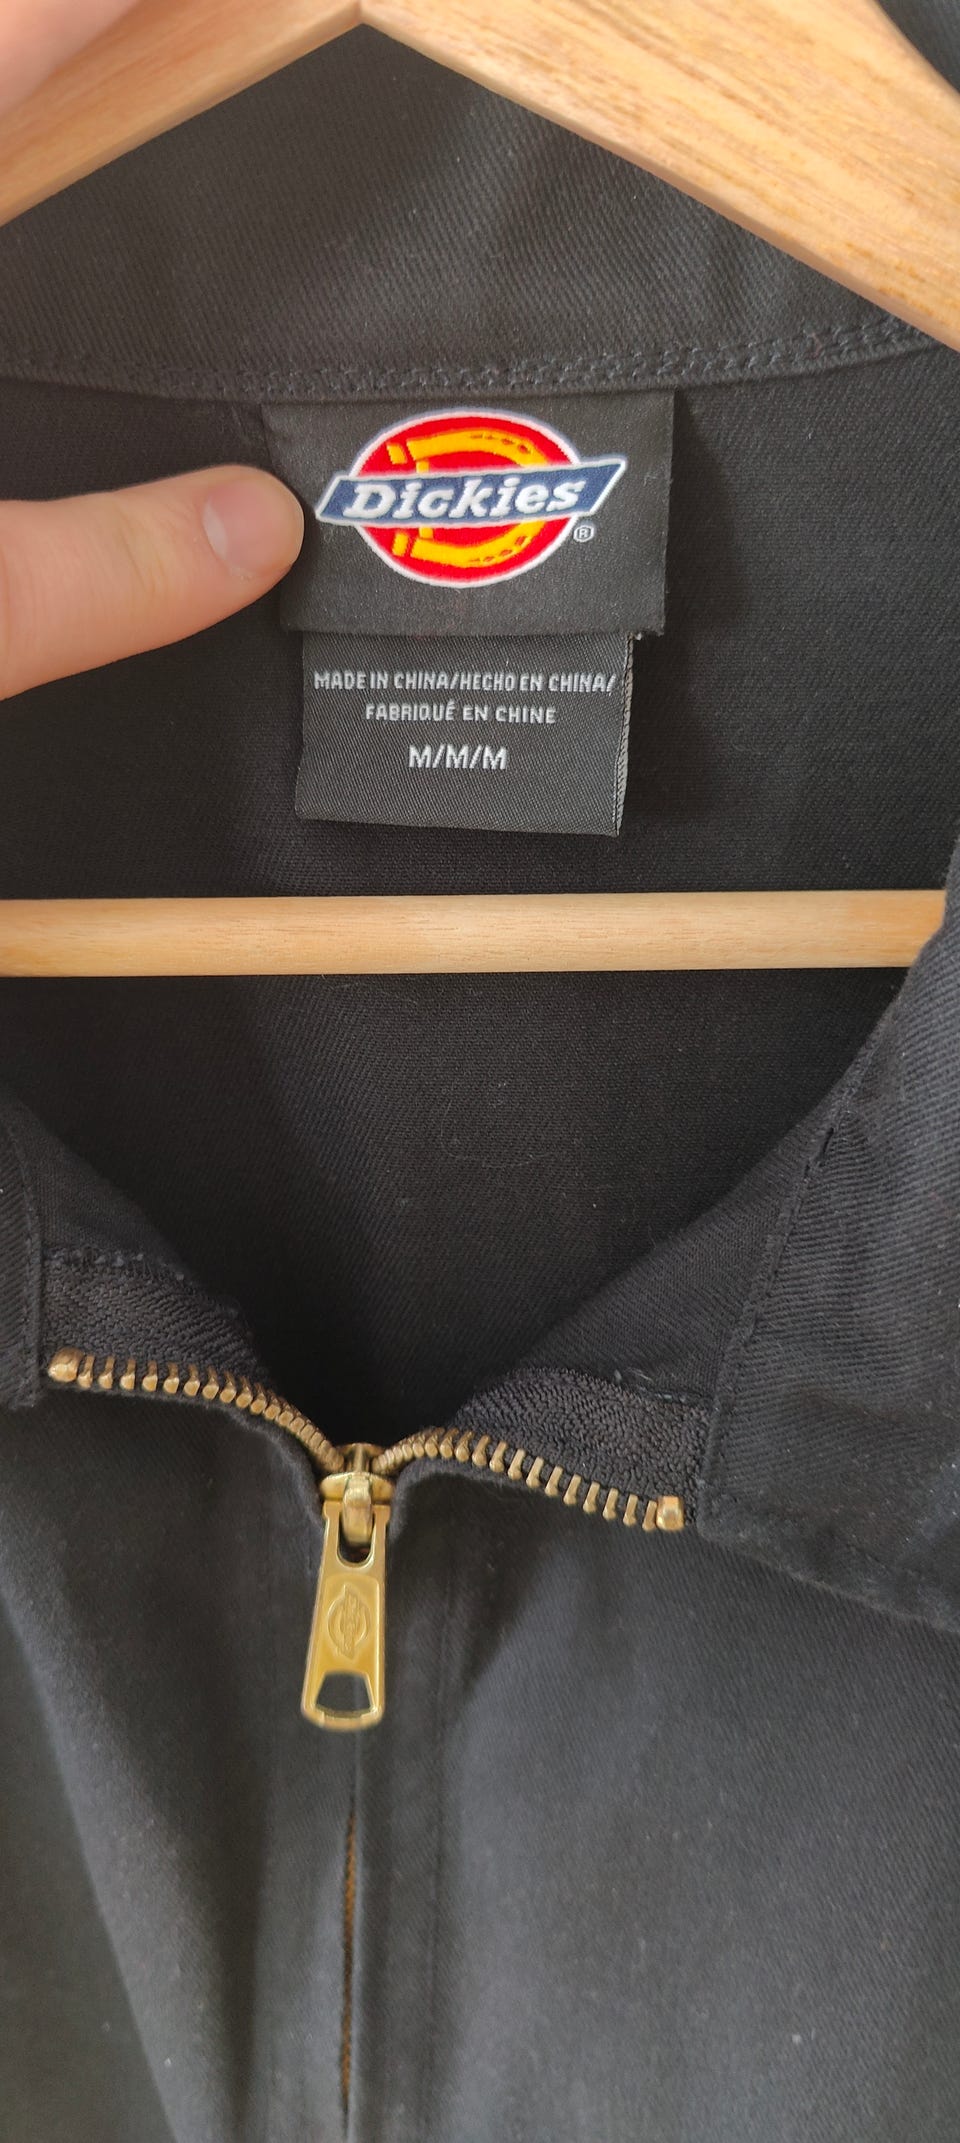 Dickies
®
MADE IN CHINA/HECHO EN CHINA/
FABRIQUÉ EN CHINE
M/M/M